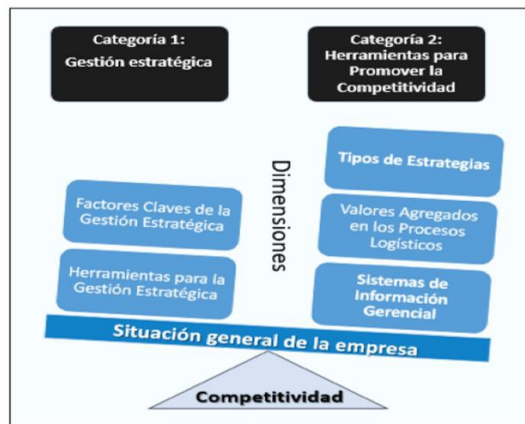 Categoría 1:
Gestión estratégica
Categoría 2:
Herramientas para
Promover la
Competitividad
Dimensiones
Factores Claves de la
Gestión Estratégica
Herramientas para la
Gestión Estratégica
Tipos de Estrategias
Valores Agregados
en los Procesos
Logísticos
Sistemas de
Información
Gerencial
Situación general de la empresa
Competitividad